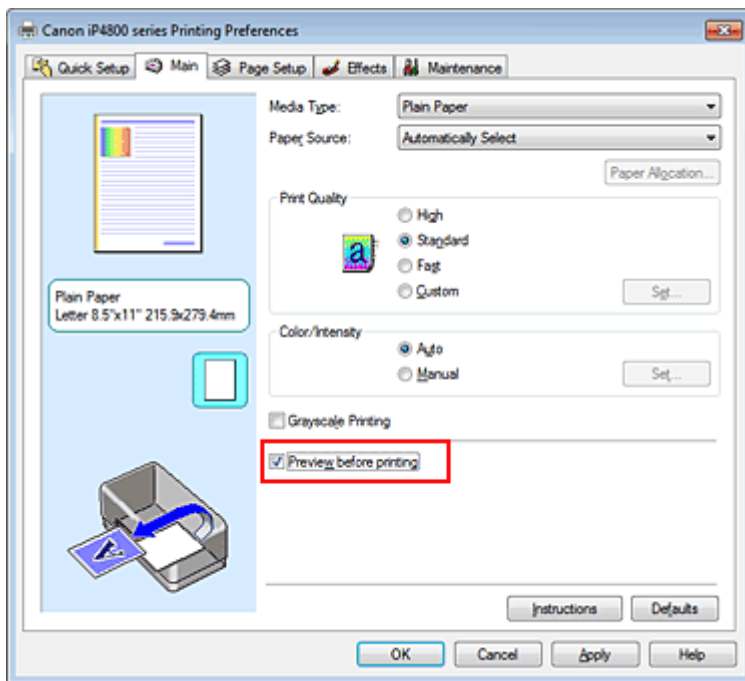 Canon iP4800 series Printing Preferences
Quick Setup Main Page Setup Effects Maintenance
Media Type: Plain Paper
Paper Source: Automatically Select
Paper Allocation...
Print Quality
High
Standard
Fast
Custom Set...
a
Plain Paper
Letter 8.5"x11" 215.9x279.4mm
Color/Intensity
Auto
Manual Set...
Grayscale Printing
Preview before printing
A
Instructions Defaults
OK Cancel Apply Help